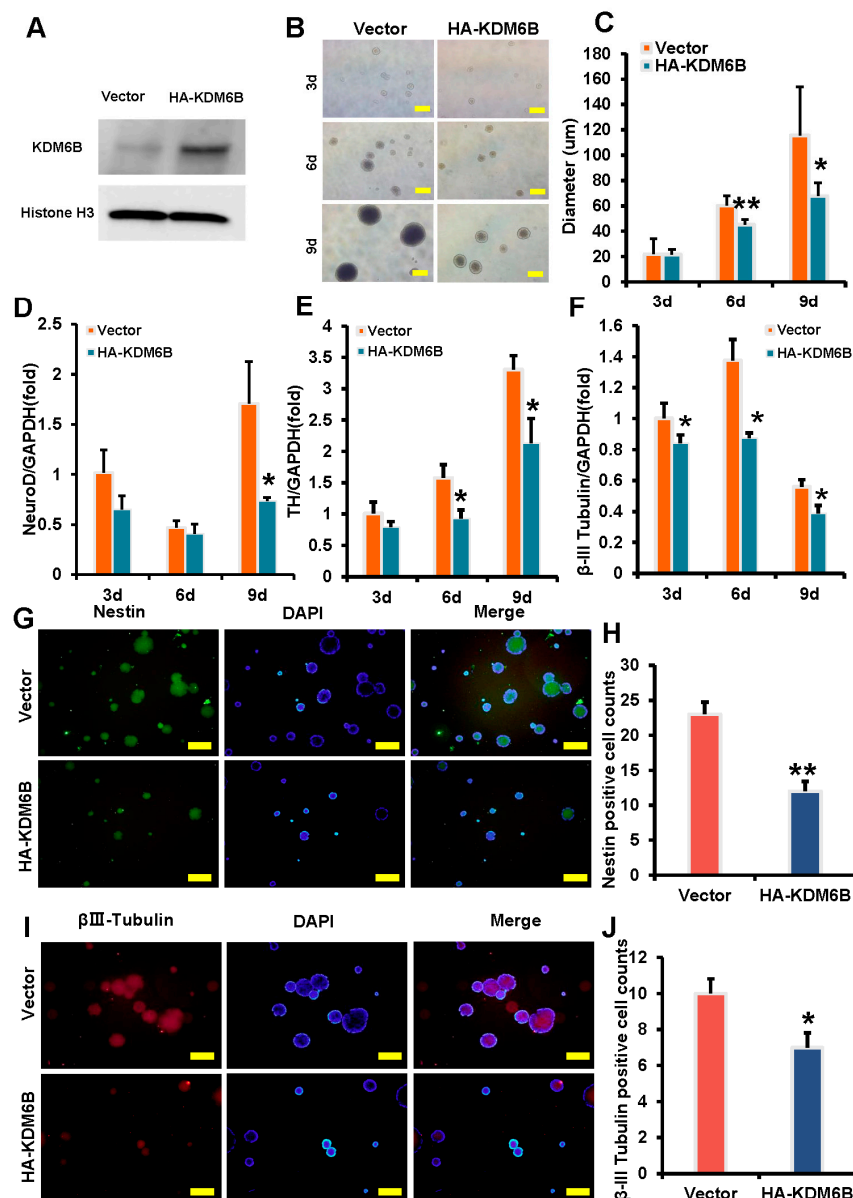 A
Vector
HA-KDM6B
KDM6B
Histone H3
B
Vector
HA-KDM6B
3d
6d
9d
C
Vector
HA-KDM6B
Diameter (um)
180
160
140
120
100
80
60
40
20
0
**
*
3d
6d
9d
D
Vector
HA-KDM6B
NeuroD/GAPDH(fold)
2.5
2
1.5
1
0.5
0
*
3d
6d
9d
E
Vector
HA-KDM6B
TH/GAPDH(fold)
4
3.5
3
2.5
2
1.5
1
0.5
0
*
*
3d
6d
9d
F
Vector
HA-KDM6B
β-III Tubulin/GAPDH(fold)
1.6
1.4
1.2
1
0.8
0.6
0.4
0.2
0
*
*
*
3d
6d
9d
G
Nestin
DAPI
Merge
Vector
HA-KDM6B
H
Nestin positive cell counts
30
25
20
15
10
5
0
**
Vector
HA-KDM6B
I
βⅢ-Tubulin
DAPI
Merge
Vector
HA-KDM6B
J
β-III Tubulin positive cell counts
12
10
8
6
4
2
0
*
Vector
HA-KDM6B